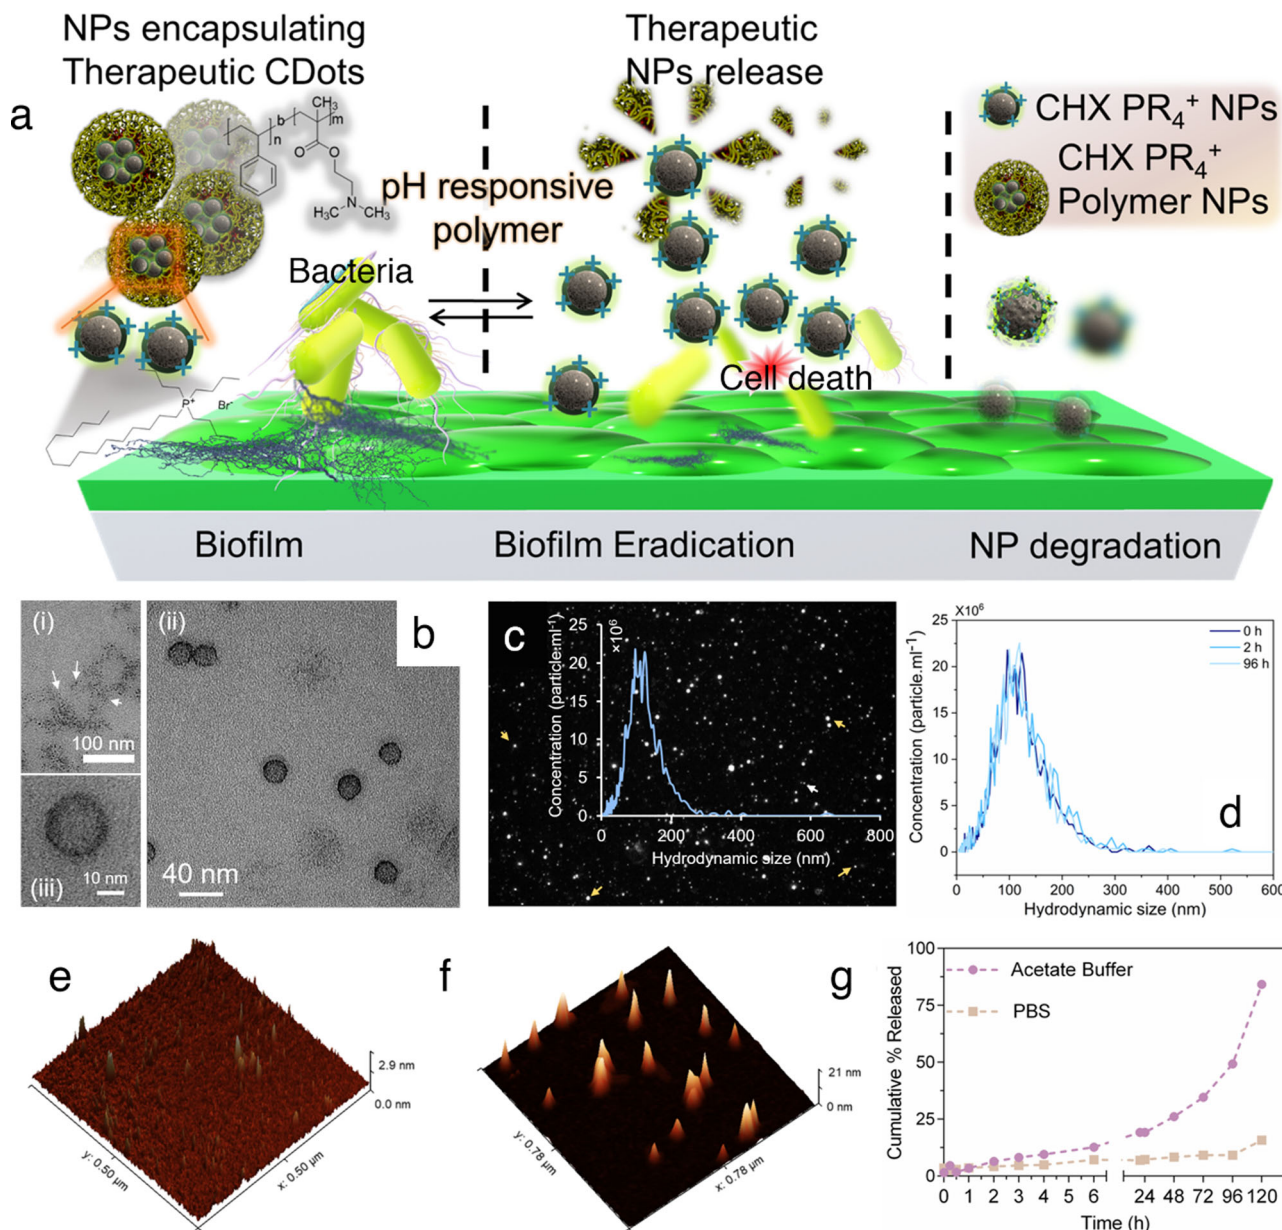 NPs encapsulating
Therapeutic CDots
Therapeutic
NPs release
a
b
CH₃
n
m
O
O
N
H₃C
CH₃
pH responsive
polymer
CHX PR₄⁺ NPs
CHX PR₄⁺
Polymer NPs
Bacteria
Cell death
P⁺
Br⁻
Biofilm
Biofilm Eradication
NP degradation
(i)
100 nm
(ii)
b
40 nm
(iii)
10 nm
c
Concentration (particle.ml⁻¹)
×10⁶
25
20
15
10
5
0
0
200
400
600
800
Hydrodynamic size (nm)
d
X10⁶
Concentration (particle.ml⁻¹)
25
20
15
10
5
0
0 h
2 h
96 h
0
100
200
300
400
500
600
Hydrodynamic size (nm)
e
2.9 nm
0.0 nm
y: 0.50 µm
x: 0.50 µm
f
21 nm
0 nm
y: 0.78 µm
x: 0.78 µm
g
Cumulative % Released
100
75
50
25
0
Acetate Buffer
PBS
0 1 2 3 4 5 6 24 48 72 96 120
Time (h)